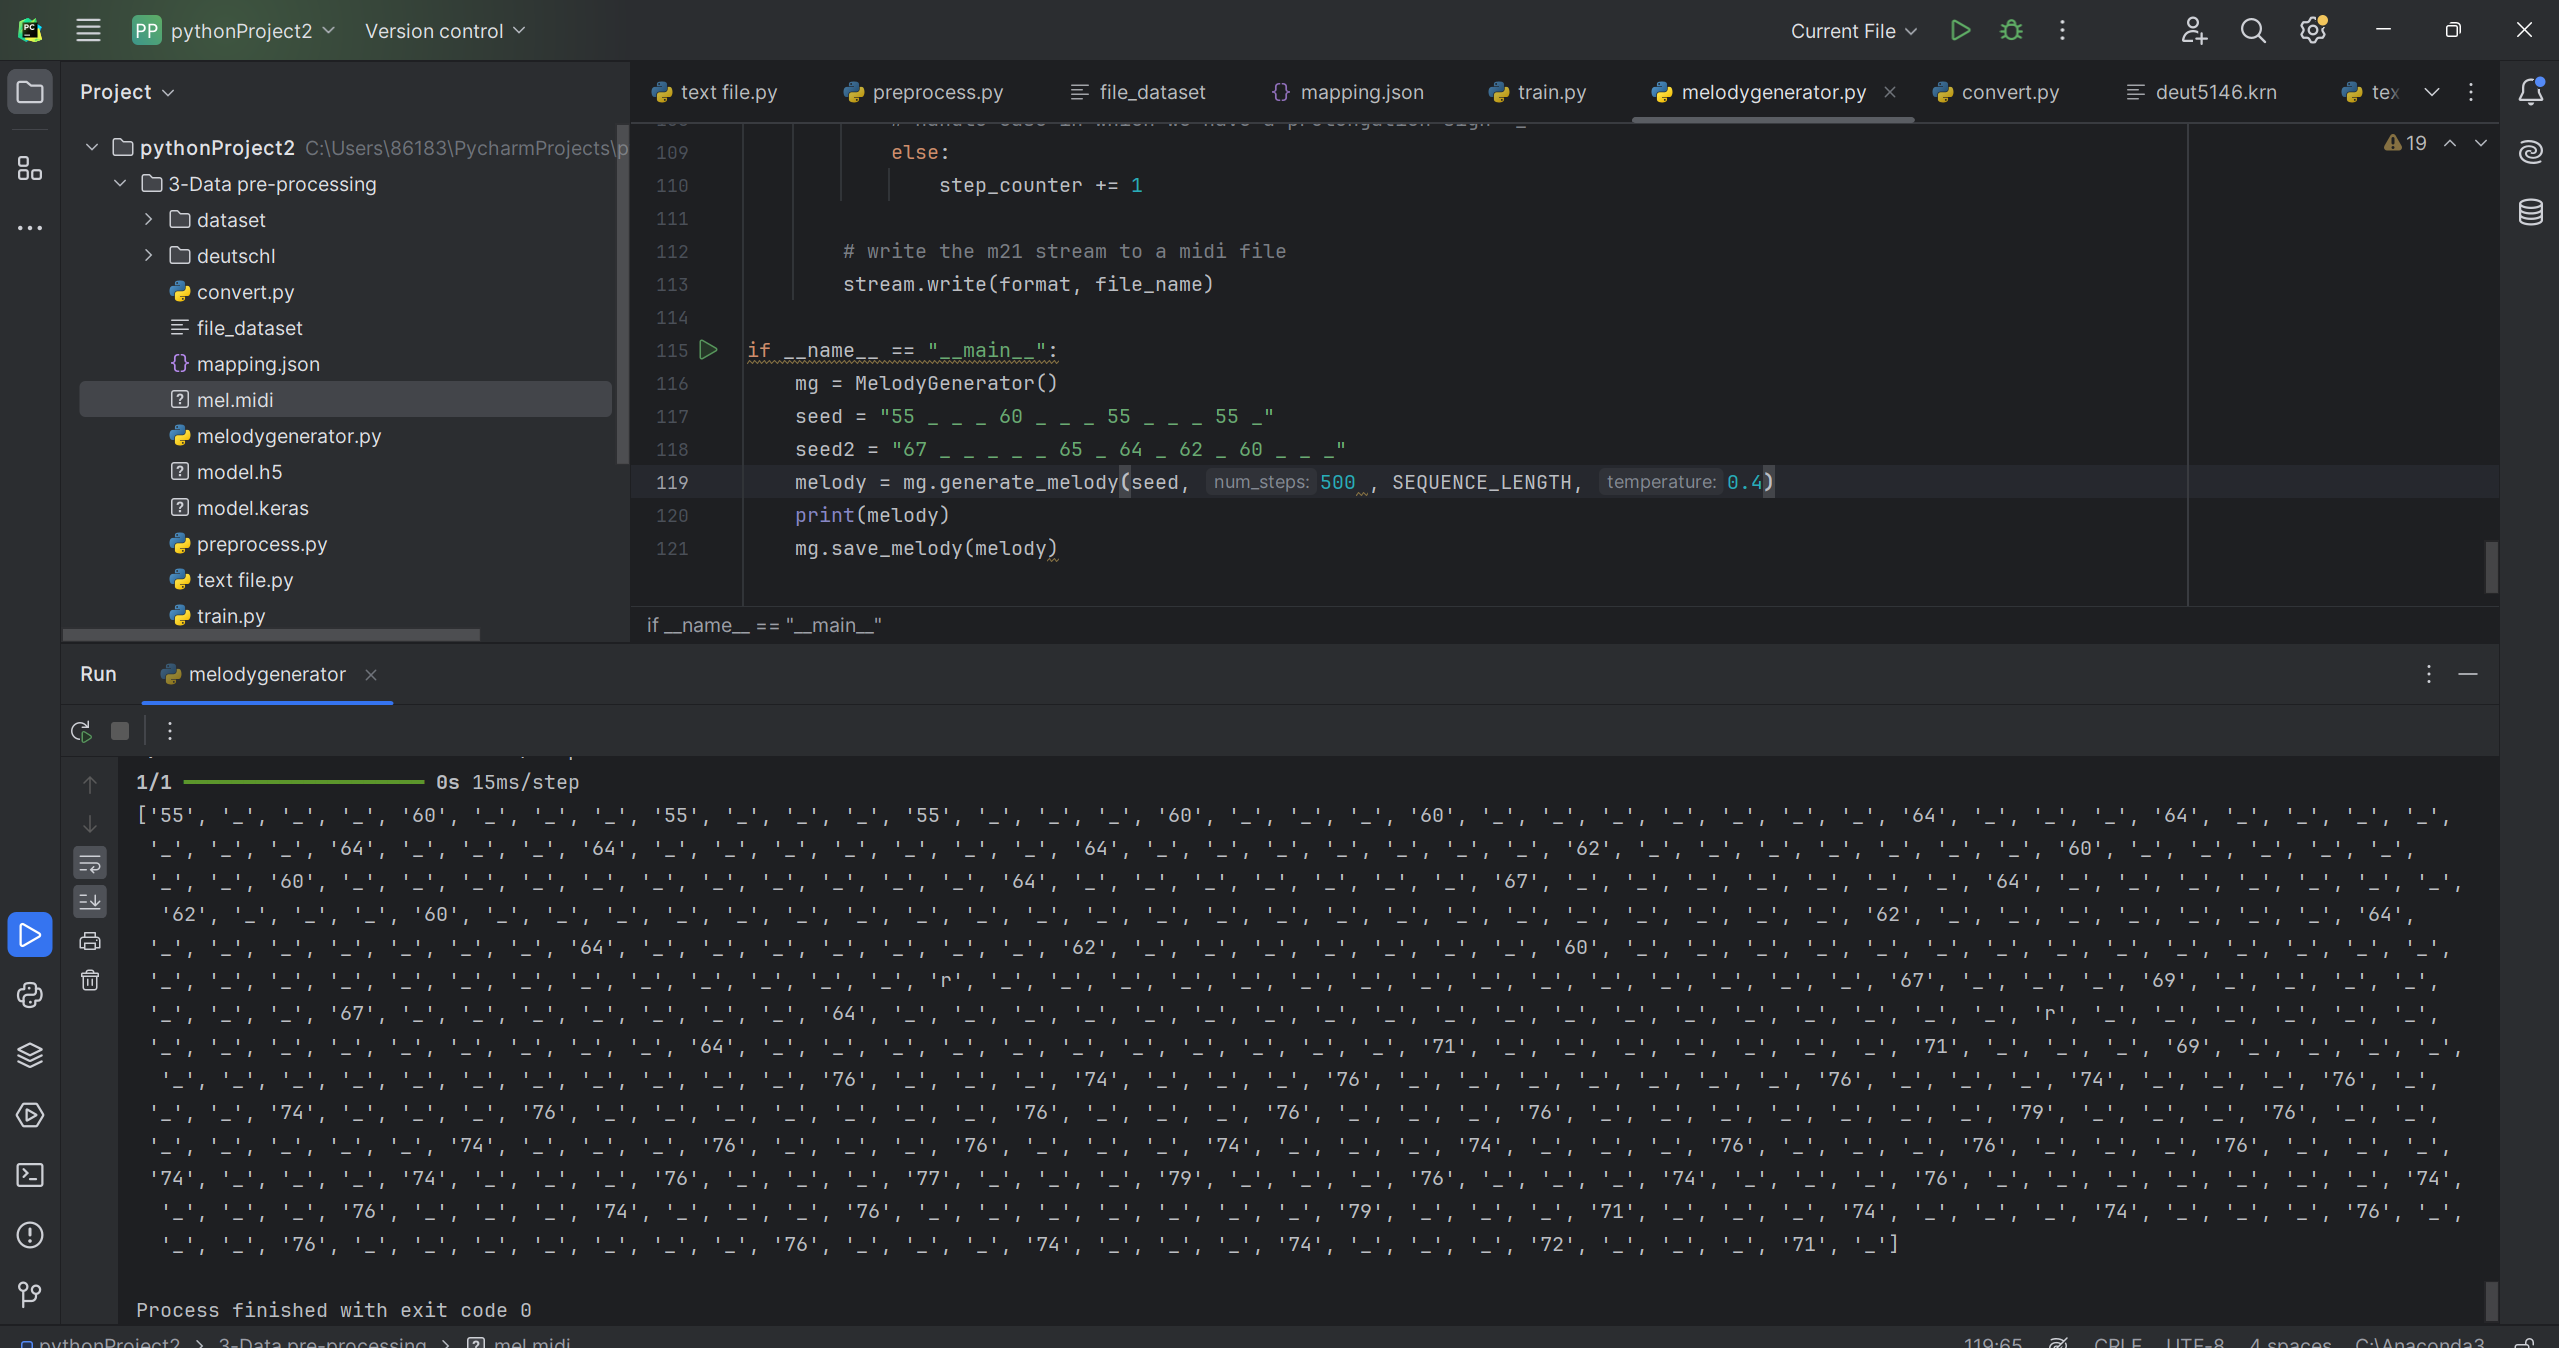 PC PP pythonProject2 Version control Current File
Project
text file.py preprocess.py file_dataset mapping.json train.py melodygenerator.py convert.py deut5146.krn tex
pythonProject2 C:\Users\86183\PycharmProjects\p
3-Data pre-processing
dataset
deutschl
convert.py
file_dataset
mapping.json
mel.midi
melodygenerator.py
model.h5
model.keras
preprocess.py
text file.py
train.py
19
109 else:
110 step_counter += 1
111
112 # write the m21 stream to a midi file
113 stream.write(format, file_name)
114
115 if __name__ == "__main__":
116 mg = MelodyGenerator()
117 seed = "55 _ _ _ 60 _ _ _ 55 _ _ _ 55 _"
118 seed2 = "67 _ _ _ _ _ 65 _ 64 _ 62 _ 60 _ _ _"
119 melody = mg.generate_melody(seed, num_steps: 500 , SEQUENCE_LENGTH, temperature: 0.4)
120 print(melody)
121 mg.save_melody(melody)
if __name__ == "__main__"
Run melodygenerator
1/1 0s 15ms/step
['55', '_', '_', '_', '60', '_', '_', '_', '55', '_', '_', '_', '55', '_', '_', '_', '60', '_', '_', '_', '60', '_', '_', '_', '_', '_', '_', '_', '64', '_', '_', '_', '64', '_', '_', '_', '_',
'_', '_', '_', '64', '_', '_', '_', '64', '_', '_', '_', '_', '_', '_', '_', '64', '_', '_', '_', '_', '_', '_', '_', '62', '_', '_', '_', '_', '_', '_', '_', '60', '_', '_', '_', '_', '_',
'_', '_', '60', '_', '_', '_', '_', '_', '_', '_', '_', '_', '_', '_', '64', '_', '_', '_', '_', '_', '_', '_', '67', '_', '_', '_', '_', '_', '_', '_', '64', '_', '_', '_', '_', '_', '_', '_',
'62', '_', '_', '_', '60', '_', '_', '_', '_', '_', '_', '_', '_', '_', '_', '_', '_', '_', '_', '_', '_', '_', '_', '_', '_', '_', '_', '_', '62', '_', '_', '_', '_', '_', '_', '_', '64',
'_', '_', '_', '_', '_', '_', '_', '64', '_', '_', '_', '_', '_', '_', '_', '62', '_', '_', '_', '_', '_', '_', '_', '60', '_', '_', '_', '_', '_', '_', '_', '_', '_', '_', '_', '_', '_', '_',
'_', '_', '_', '_', '_', '_', '_', '_', '_', '_', '_', '_', '_', 'r', '_', '_', '_', '_', '_', '_', '_', '_', '_', '_', '_', '_', '_', '_', '_', '67', '_', '_', '_', '69', '_', '_', '_', '_',
'_', '_', '_', '67', '_', '_', '_', '_', '_', '_', '_', '64', '_', '_', '_', '_', '_', '_', '_', '_', '_', '_', '_', '_', '_', '_', '_', '_', '_', '_', '_', 'r', '_', '_', '_', '_', '_', '_',
'_', '_', '_', '_', '_', '_', '_', '_', '_', '64', '_', '_', '_', '_', '_', '_', '_', '_', '_', '_', '_', '71', '_', '_', '_', '_', '_', '_', '_', '71', '_', '_', '_', '69', '_', '_', '_', '_',
'_', '_', '_', '_', '_', '_', '_', '_', '_', '_', '_', '76', '_', '_', '_', '74', '_', '_', '_', '76', '_', '_', '_', '_', '_', '_', '_', '76', '_', '_', '_', '74', '_', '_', '_', '76', '_',
'_', '_', '74', '_', '_', '_', '76', '_', '_', '_', '_', '_', '_', '_', '76', '_', '_', '_', '76', '_', '_', '_', '76', '_', '_', '_', '_', '_', '_', '_', '79', '_', '_', '_', '76', '_', '_', '_',
'_', '_', '_', '_', '_', '74', '_', '_', '_', '76', '_', '_', '_', '76', '_', '_', '_', '74', '_', '_', '_', '74', '_', '_', '_', '76', '_', '_', '_', '76', '_', '_', '_', '76', '_', '_', '_',
'74', '_', '_', '_', '74', '_', '_', '_', '76', '_', '_', '_', '77', '_', '_', '_', '79', '_', '_', '_', '76', '_', '_', '_', '74', '_', '_', '_', '76', '_', '_', '_', '_', '_', '_', '_', '74',
'_', '_', '_', '76', '_', '_', '_', '74', '_', '_', '_', '76', '_', '_', '_', '_', '_', '_', '_', '79', '_', '_', '_', '71', '_', '_', '_', '74', '_', '_', '_', '74', '_', '_', '_', '76', '_',
'_', '_', '76', '_', '_', '_', '_', '_', '_', '_', '76', '_', '_', '_', '74', '_', '_', '_', '74', '_', '_', '_', '72', '_', '_', '_', '71', '_']
Process finished with exit code 0
pythonProject2 > 3-Data pre-processing > mel.midi 119:65 CRLF UTF-8 4 spaces C:\Anaconda3